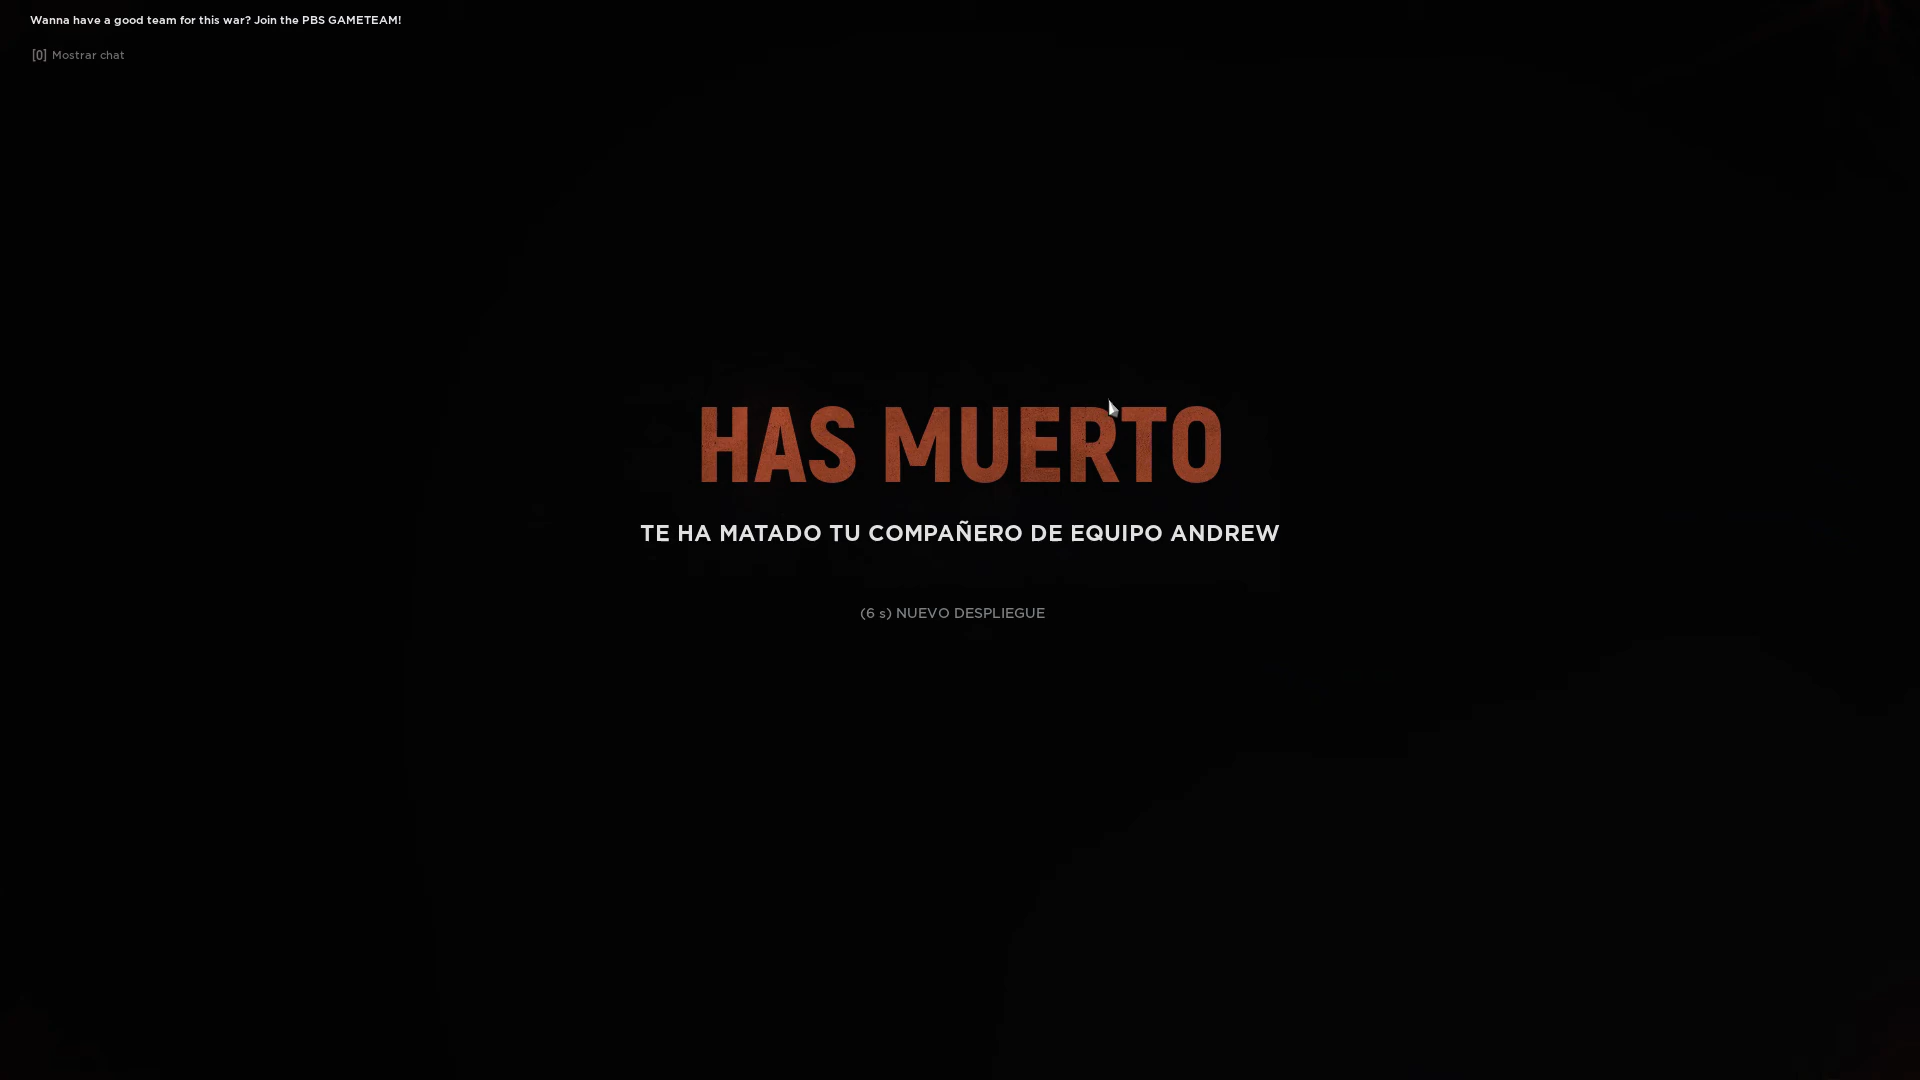 Wanna have a good team for this war? Join the PBS GAMETEAM!
[0] Mostrar chat
HAS MUERTO
TE HA MATADO TU COMPAÑERO DE EQUIPO ANDREW
(6 s) NUEVO DESPLIEGUE